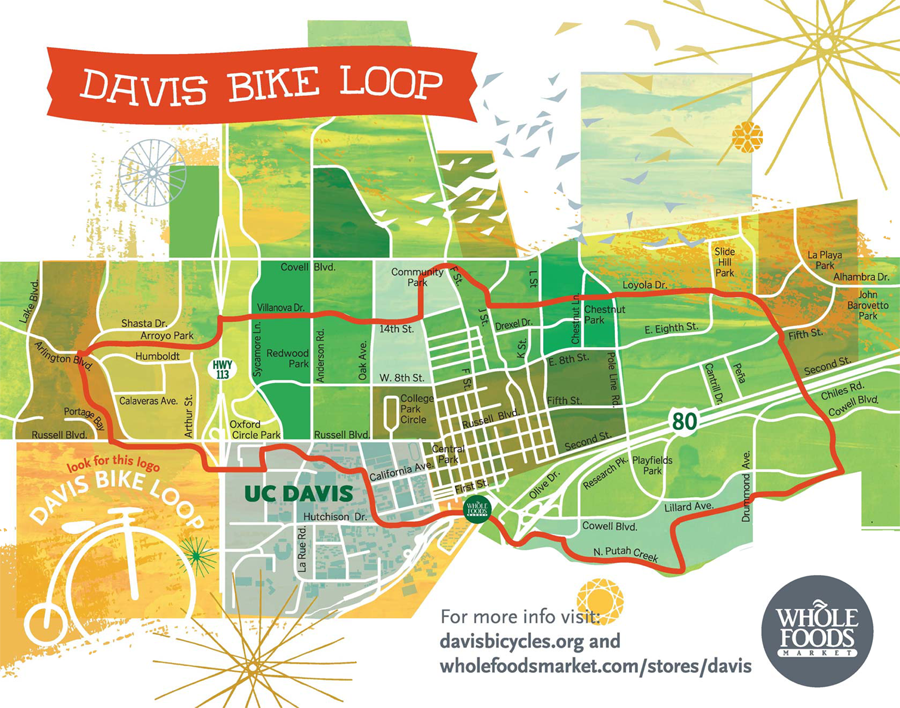 DAVIS BIKE LOOP
Covell Blvd.
Community
Park
F St.
L St.
Slide
Hill
Park
La Playa
Park
Alhambra Dr.
John
Barovetto
Park
Lake Blvd.
Villanova Dr.
Loyola Dr.
Chestnut Ln.
Chestnut
Park
J St.
Shasta Dr.
Arroyo Park
14th St.
Drexel Dr.
E. Eighth St.
Fifth St.
Arlington Blvd.
Humboldt
HWY
113
Sycamore Ln.
Redwood
Park
Anderson Rd.
Oak Ave.
K St.
E. 8th St.
Pole Line Rd.
Second St.
W. 8th St.
F St.
Cantrill Dr.
Peña
Chiles Rd.
Cowell Blvd.
Calaveras Ave.
Arthur St.
College
Park
Circle
Fifth St.
Portage Bay
Oxford
Circle Park
Russell Blvd.
80
Russell Blvd.
Russell Blvd.
Second St.
Central
Park
look for this logo
DAVIS BIKE LOOP
California Ave.
Research Pk.
Playfields
Park
Drummond Ave.
UC DAVIS
First St.
Olive Dr.
WHOLE
FOODS
Hutchison Dr.
Lillard Ave.
Cowell Blvd.
La Rue Rd.
N. Putah Creek
For more info visit:
davisbicycles.org and
wholefoodsmarket.com/stores/davis
WHOLE
FOODS
MARKET